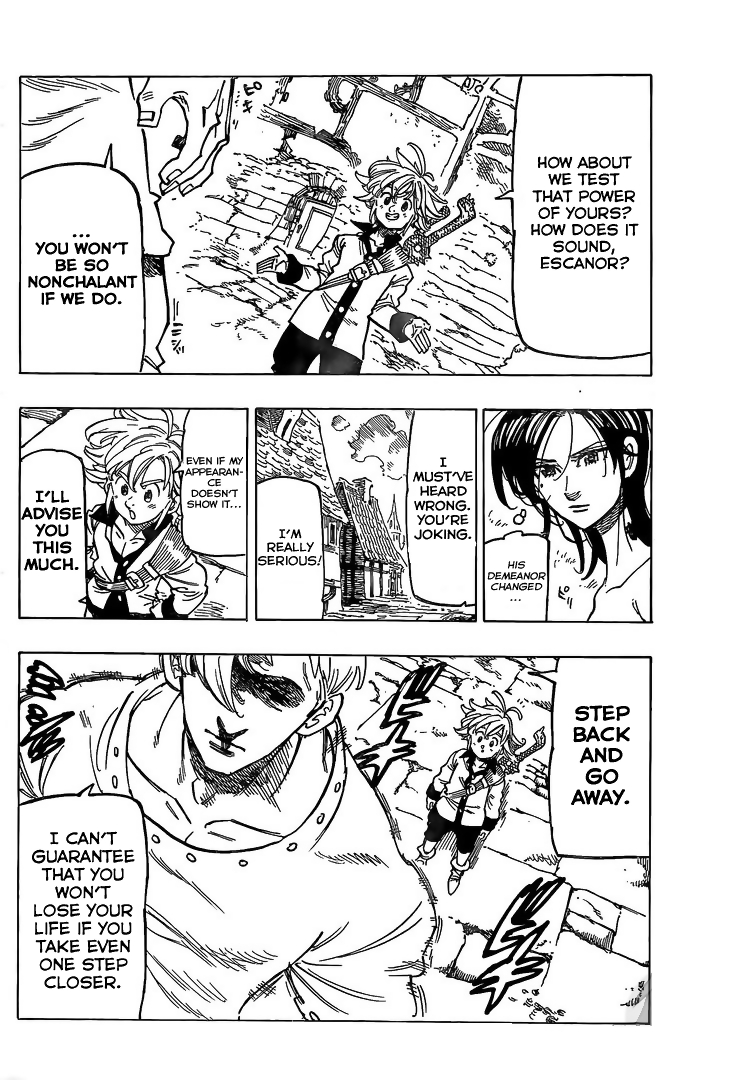 HOW ABOUT
WE TEST
THAT POWER
OF YOURS?
HOW DOES IT
SOUND,
ESCANOR?
...
YOU WON'T
BE SO
NONCHALANT
IF WE DO.
HIS
DEMEANOR
CHANGED
...
I
MUST'VE
HEARD
WRONG.
YOU'RE
JOKING.
I'M
REALLY
SERIOUS!
EVEN IF MY
APPEARAN-
CE
DOESN'T
SHOW IT...
I'LL
ADVISE
YOU
THIS
MUCH.
STEP
BACK
AND
GO
AWAY.
I CAN'T
GUARANTEE
THAT YOU
WON'T
LOSE YOUR
LIFE IF YOU
TAKE EVEN
ONE STEP
CLOSER.